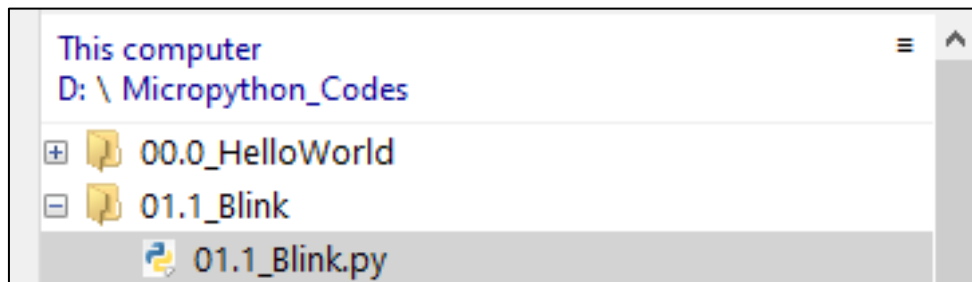 This computer
D: \ Micropython_Codes
00.0_HelloWorld
01.1_Blink
01.1_Blink.py